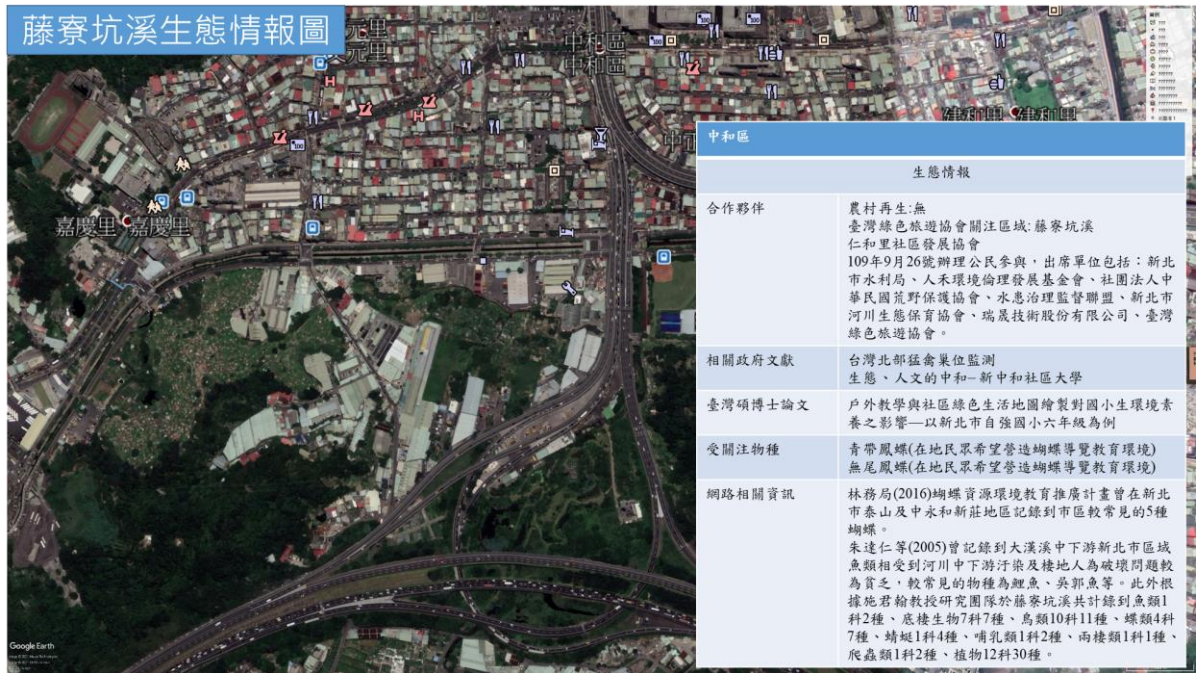 藤寮坑溪生態情報圖
元里
元里
中和區
中和區
建和里 建和里
嘉慶里 嘉慶里
中和區
生態情報
合作夥伴
農村再生:無
臺灣綠色旅遊協會關注區域:藤寮坑溪
仁和里社區發展協會
109年9月26號辦理公民參與,出席單位包括:新北
市水利局、人禾環境倫理發展基金會、社團法人中
華民國荒野保護協會、水患治理監督聯盟、新北市
河川生態保育協會、瑞晟技術股份有限公司、臺灣
綠色旅遊協會。
相關政府文獻
台灣北部猛禽巢位監測
生態、人文的中和–新中和社區大學
臺灣碩博士論文
戶外教學與社區綠色生活地圖繪製對國小生環境素
養之影響—以新北市自強國小六年級為例
受關注物種
青帶鳳蝶(在地民眾希望營造蝴蝶導覽教育環境)
無尾鳳蝶(在地民眾希望營造蝴蝶導覽教育環境)
網路相關資訊
林務局(2016)蝴蝶資源環境教育推廣計畫曾在新北
市泰山及中永和新莊地區記錄到市區較常見的5種
蝴蝶。
朱達仁等(2005)曾記錄到大漢溪中下游新北市區域
魚類相受到河川中下游汙染及棲地人為破壞問題較
為貧乏,較常見的物種為鯉魚、吳郭魚等。此外根
據施君翰教授研究團隊於藤寮坑溪共計錄到魚類1
科2種、底棲生物7科7種、鳥類10科11種、蝶類4科
7種、蜻蜓1科4種、哺乳類1科2種、兩棲類1科1種、
爬蟲類1科2種、植物12科30種。
Google Earth